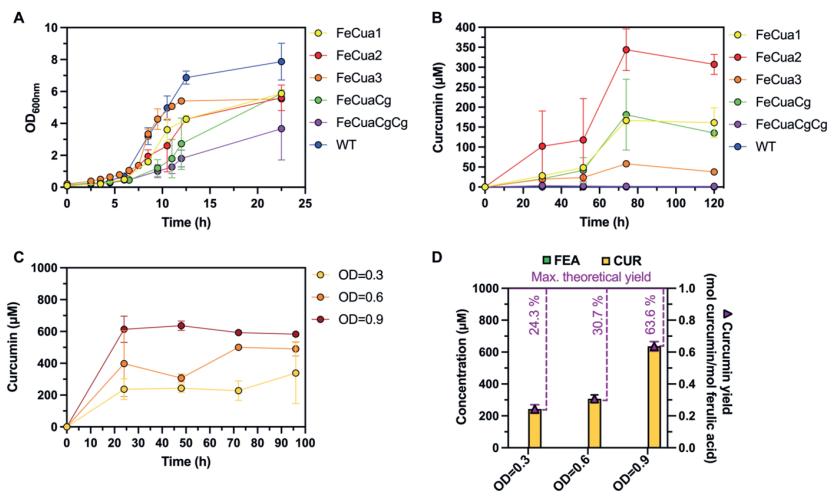 A
OD600nm
10
8
6
4
2
0
0
5
10
15
20
25
Time (h)
FeCua1
FeCua2
FeCua3
FeCuaCg
FeCuaCgCg
WT
B
Curcumin (µM)
400
350
300
250
200
150
100
50
0
0
20
40
60
80
100
120
Time (h)
FeCua1
FeCua2
FeCua3
FeCuaCg
FeCuaCgCg
WT
C
Curcumin (µM)
1000
800
600
400
200
0
0
10
20
30
40
50
60
70
80
90
100
Time (h)
OD=0.3
OD=0.6
OD=0.9
D
FEA
CUR
Max. theoretical yield
Concentration (µM)
1000
800
600
400
200
0
24.3 %
30.7 %
63.6 %
1.0
0.8
0.6
0.4
0.2
0.0
Curcumin yield
(mol curcumin/mol ferulic acid)
OD=0.3
OD=0.6
OD=0.9